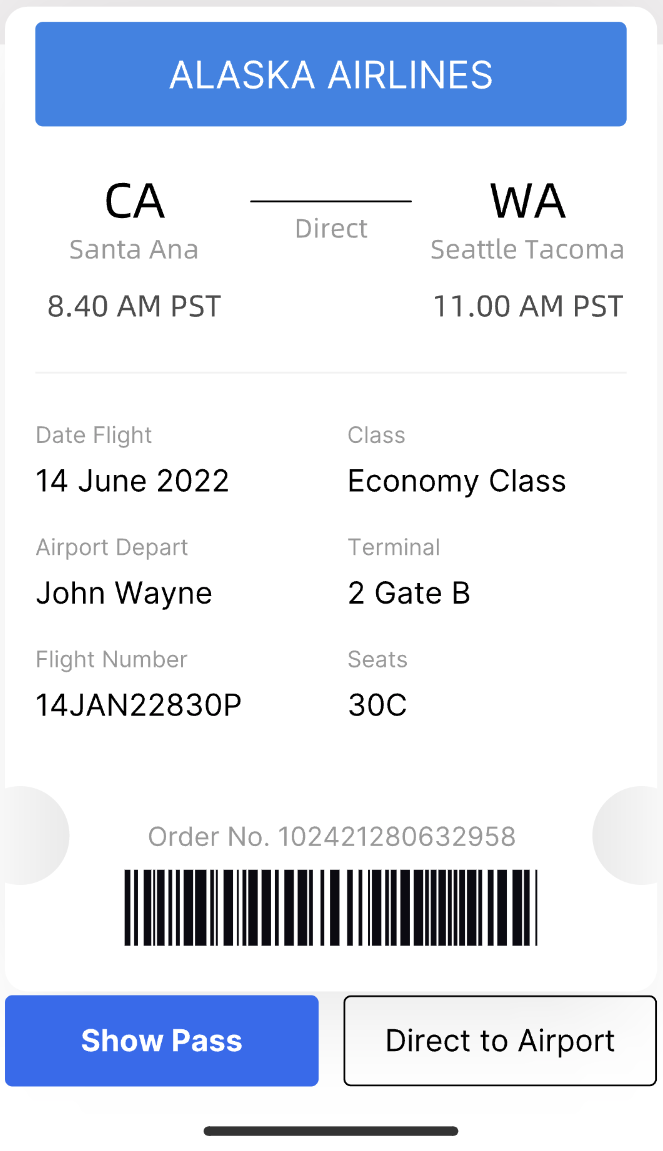 ALASKA AIRLINES
CA
WA
Direct
Santa Ana
Seattle Tacoma
8.40 AM PST
11.00 AM PST
Date Flight
Class
14 June 2022
Economy Class
Airport Depart
Terminal
John Wayne
2 Gate B
Flight Number
Seats
14JAN22830P
30C
Order No. 102421280632958
Show Pass
Direct to Airport